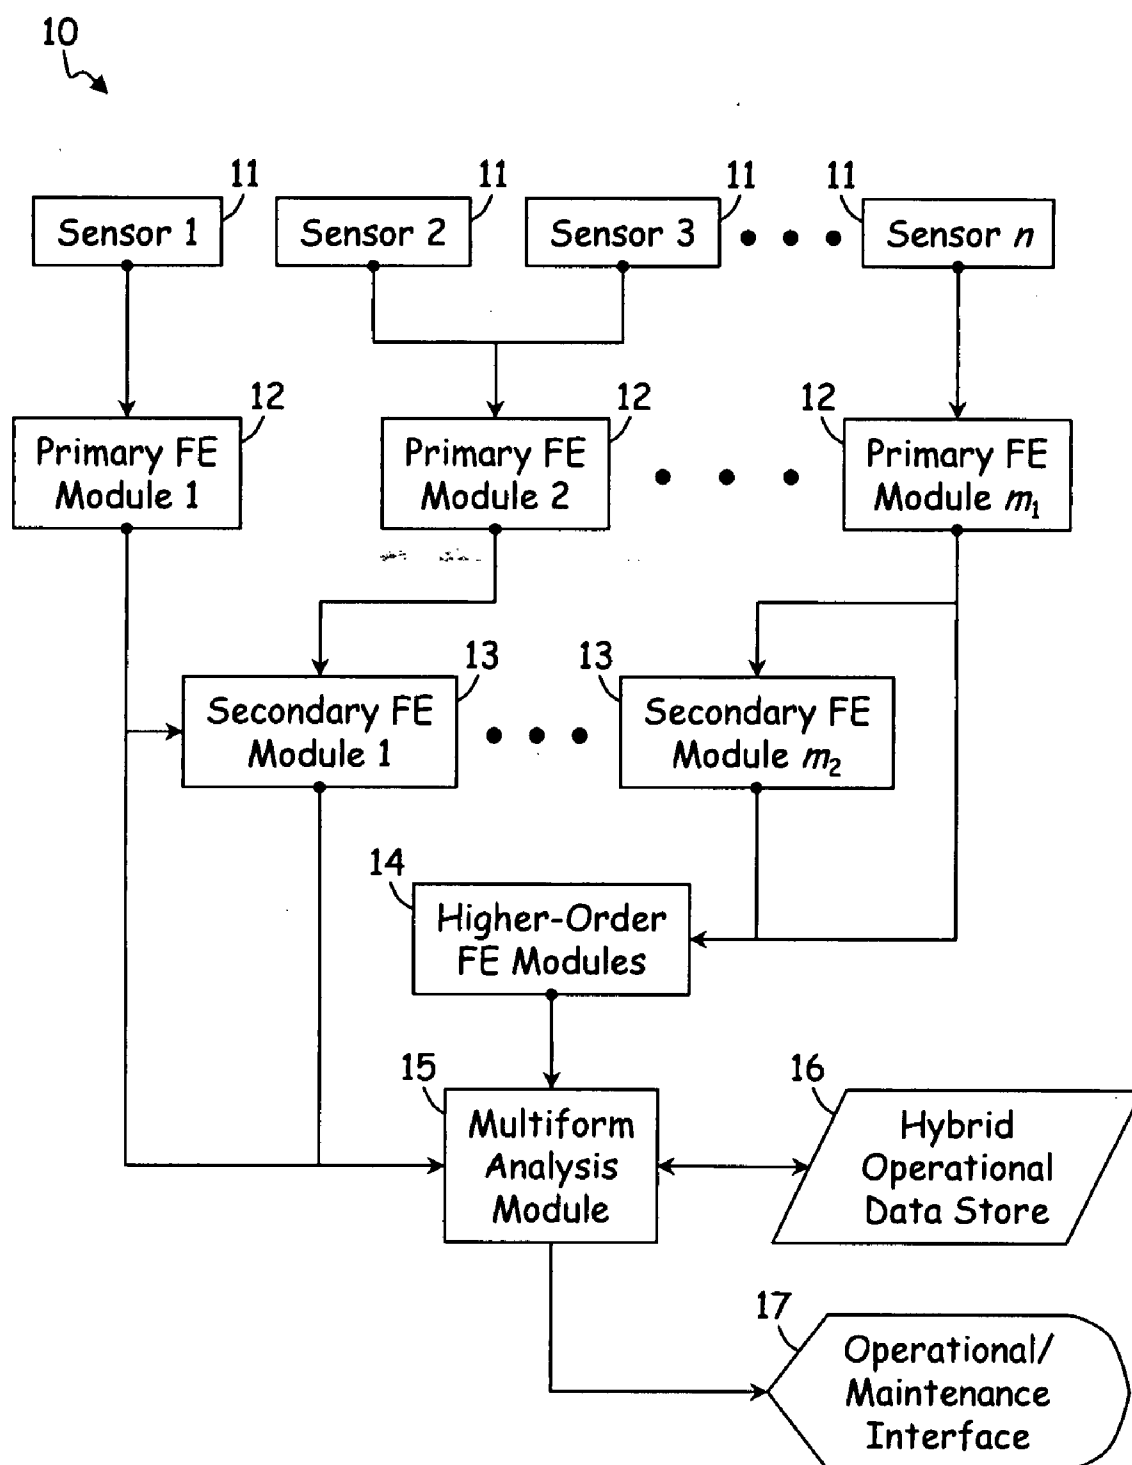 10
11
11
11
11
Sensor 1
Sensor 2
Sensor 3
Sensor n
12
12
12
Primary FE
Module 1
Primary FE
Module 2
Primary FE
Module m₁
13
13
Secondary FE
Module 1
Secondary FE
Module m₂
14
Higher-Order
FE Modules
15
Multiform
Analysis
Module
16
Hybrid
Operational
Data Store
17
Operational/
Maintenance
Interface